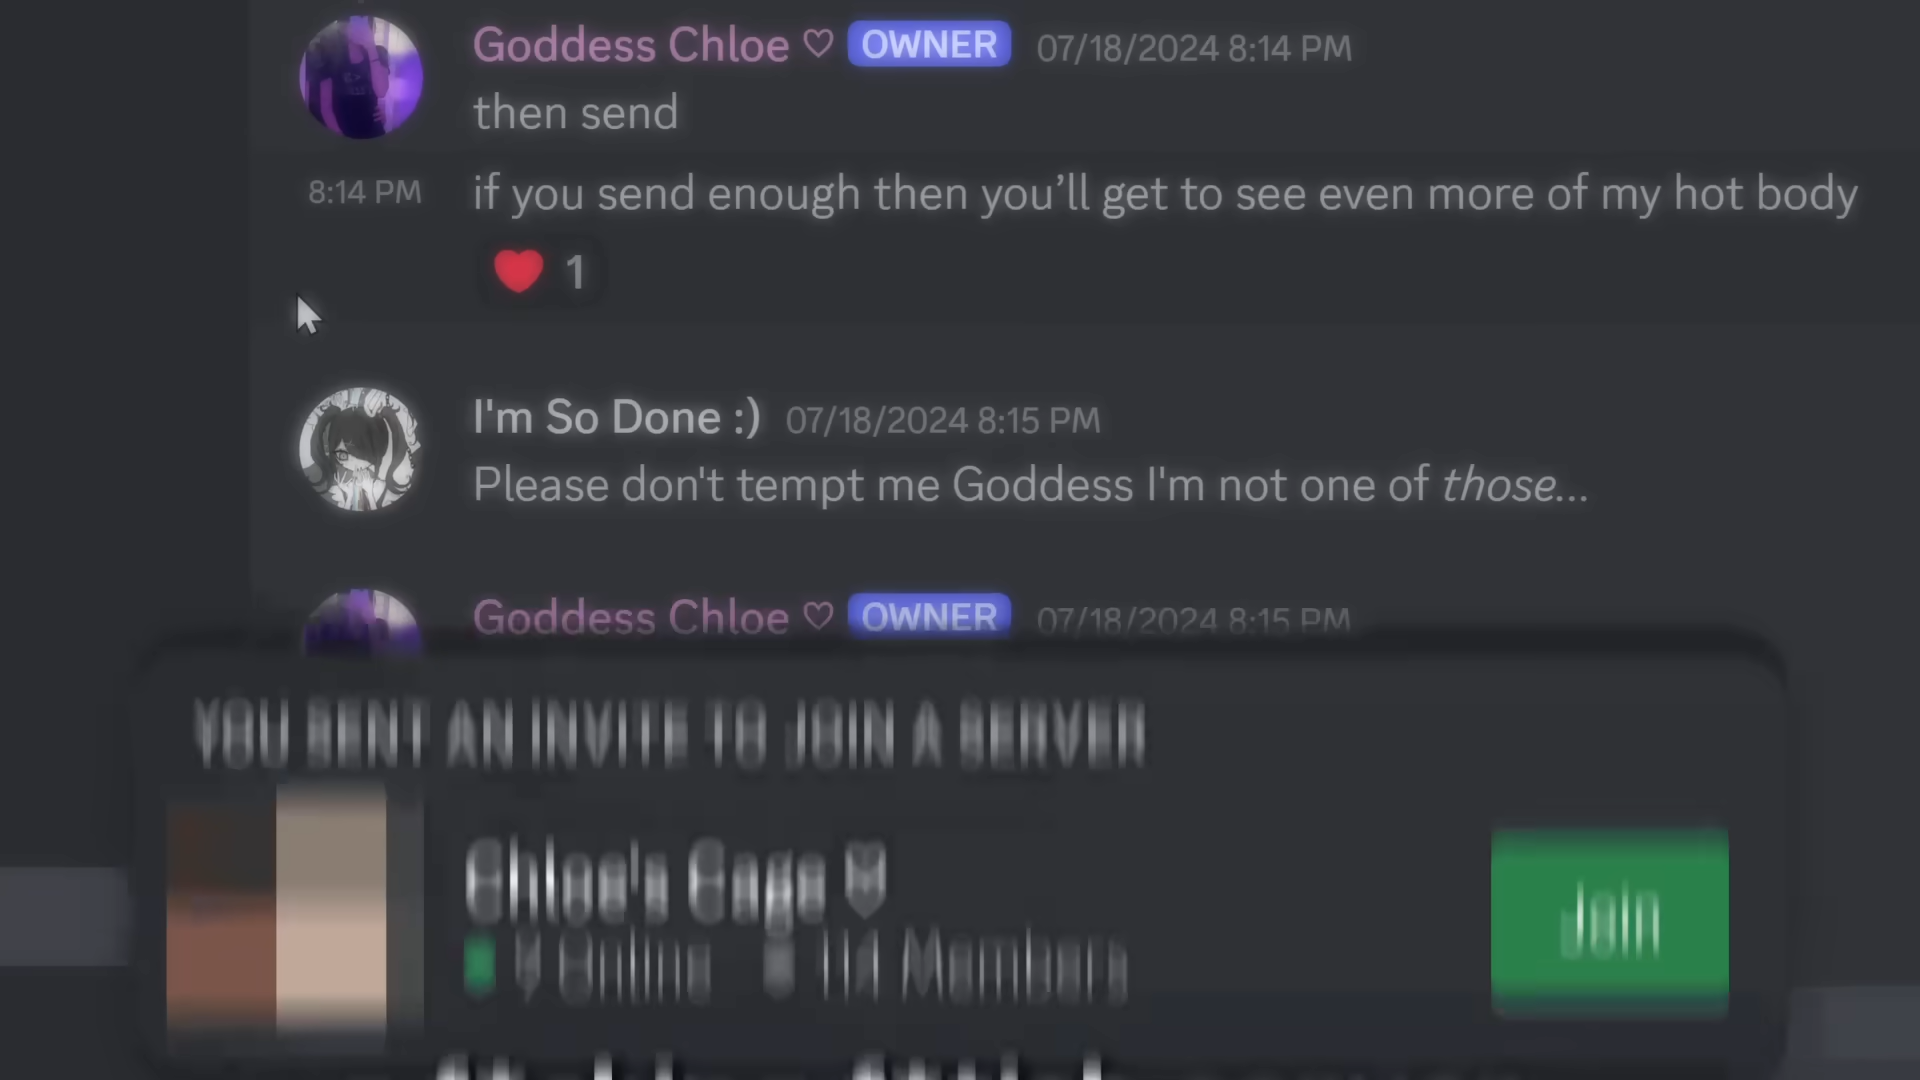 Goddess Chloe ♡ OWNER 07/18/2024 8:14 PM
then send
8:14 PM if you send enough then you’ll get to see even more of my hot body
❤️ 1
I'm So Done :) 07/18/2024 8:15 PM
Please don't tempt me Goddess I'm not one of those...
Goddess Chloe ♡ OWNER 07/18/2024 8:15 PM
YOU SENT AN INVITE TO JOIN A SERVER
Chloe's Cage ♡
Online 114 Members
Join